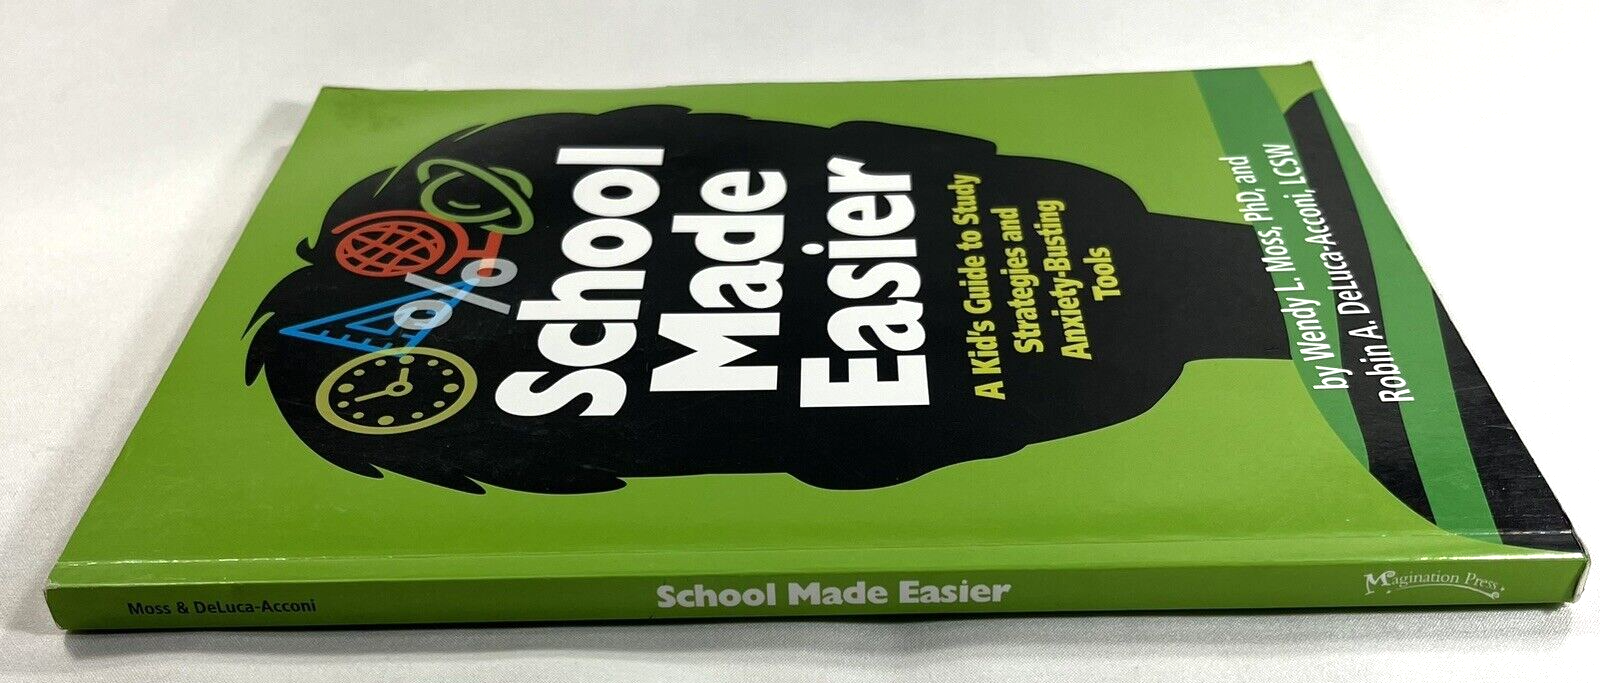 School
Made
Easier
A Kid's Guide to Study
Strategies and
Anxiety-Busting
Tools
by Wendy L. Moss, PhD, and
Robin A. DeLuca-Acconi, LCSW
%
Moss & DeLuca-Acconi
School Made Easier
Magination Press